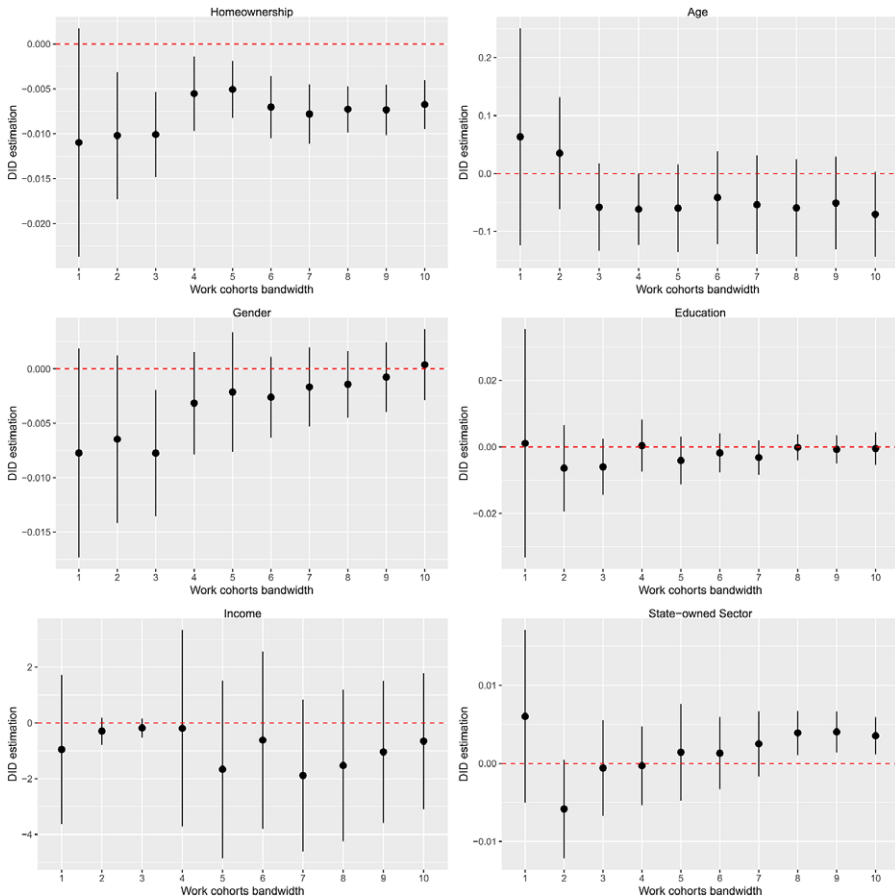 Homeownership
0.000
−0.005
−0.010
−0.015
−0.020
DID estimation
1 2 3 4 5 6 7 8 9 10
Work cohorts bandwidth
Age
0.2
0.1
0.0
−0.1
DID estimation
1 2 3 4 5 6 7 8 9 10
Work cohorts bandwidth
Gender
0.000
−0.005
−0.010
−0.015
DID estimation
1 2 3 4 5 6 7 8 9 10
Work cohorts bandwidth
Education
0.02
0.00
−0.02
DID estimation
1 2 3 4 5 6 7 8 9 10
Work cohorts bandwidth
Income
2
0
−2
−4
DID estimation
1 2 3 4 5 6 7 8 9 10
Work cohorts bandwidth
State−owned Sector
0.01
0.00
−0.01
DID estimation
1 2 3 4 5 6 7 8 9 10
Work cohorts bandwidth